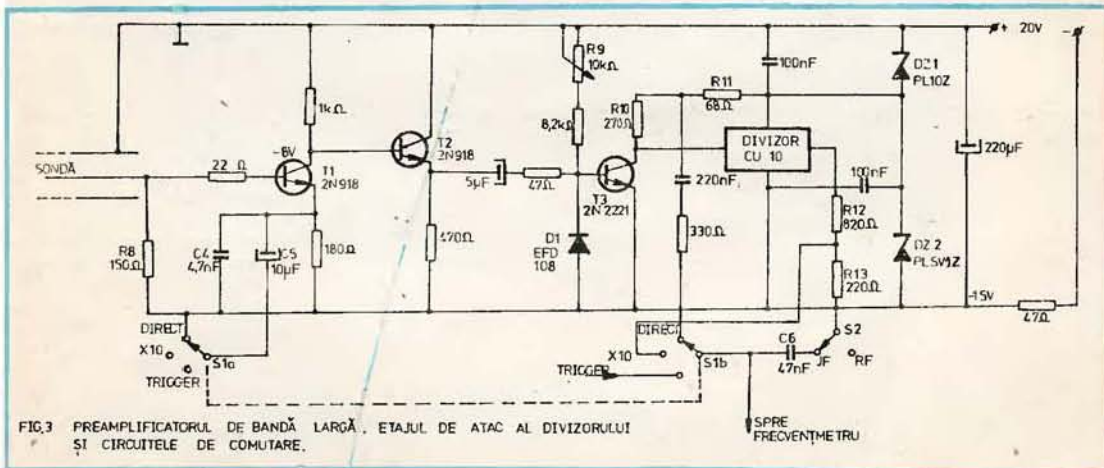 + 20V
-
R9
10kΩ
100nF
DZ1
PL10Z
1kΩ
R10
270Ω
R11
68Ω
8,2kΩ
T2
2N918
-8V
DIVIZOR
CU 10
220µF
SONDĂ
22 Ω
T1
2N918
5µF
47Ω
T3
2N2221
220nF
100nF
R12
820Ω
R8
150Ω
C4
4,7nF
C5
10µF
180Ω
470Ω
D1
EFD
108
330Ω
DZ2
PL5V1Z
R13
220Ω
-15V
47Ω
DIRECT
X10
S1a
TRIGGER
DIRECT
X10
S1b
TRIGGER
C6
47nF
S2
JF
RF
SPRE
FRECVENȚMETRU
FIG.3 PREAMPLIFICATORUL DE BANDĂ LARGĂ, ETAJUL DE ATAC AL DIVIZORULUI
ȘI CIRCUITELE DE COMUTARE.